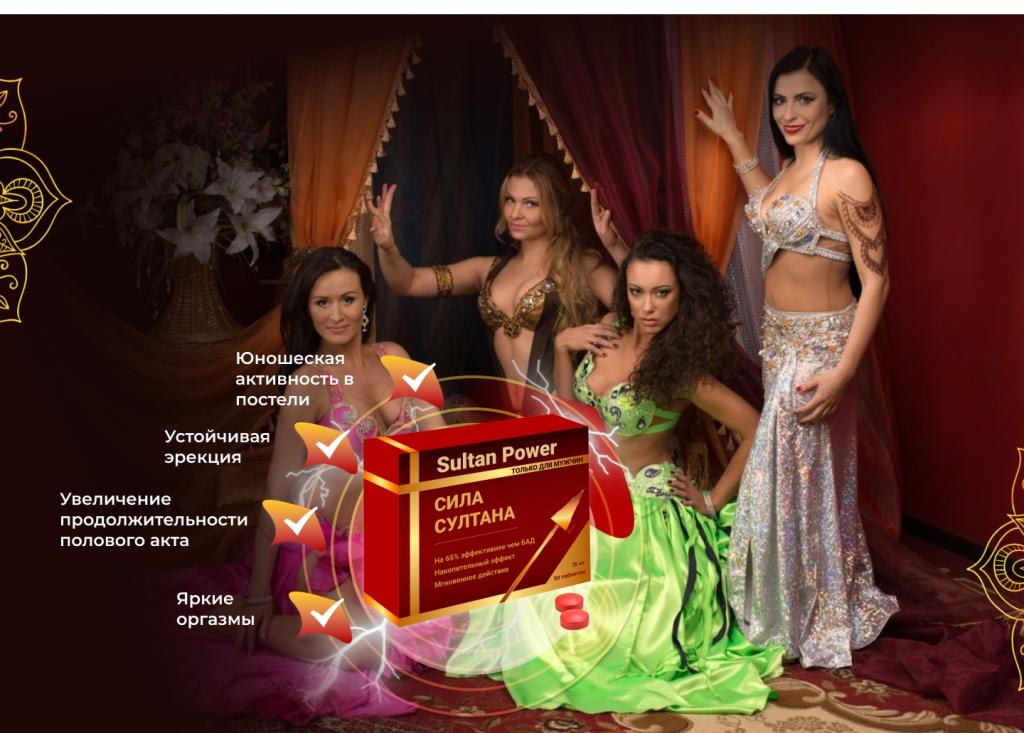 Юношеская
активность в
постели
Устойчивая
эрекция
Увеличение
продолжительности
полового акта
Яркие
оргазмы
Sultan Power
ТОЛЬКО ДЛЯ МУЖЧИН
СИЛА
СУЛТАНА
На 65% эффективнее чем БАД
Накопительный эффект
Мгновенное действие
15 мг
30 таблеток